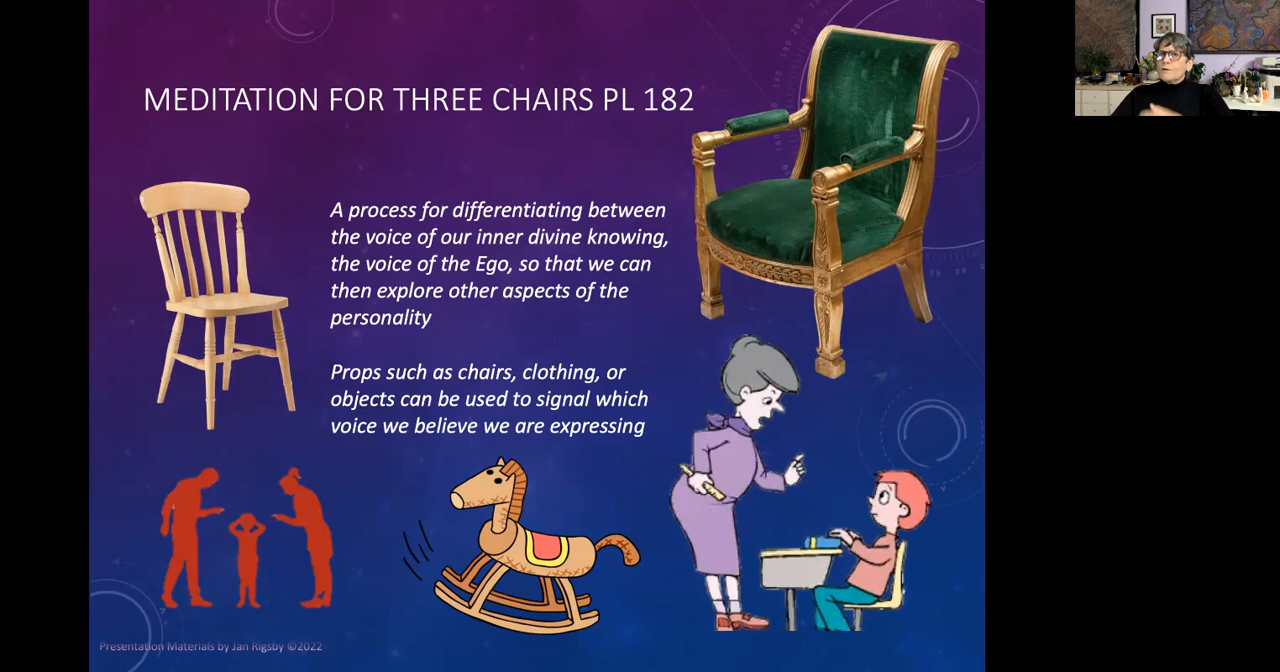 MEDITATION FOR THREE CHAIRS PL 182
A process for differentiating between
the voice of our inner divine knowing,
the voice of the Ego, so that we can
then explore other aspects of the
personality
Props such as chairs, clothing, or
objects can be used to signal which
voice we believe we are expressing
Presentation Materials by Jan Rigsby ©2022